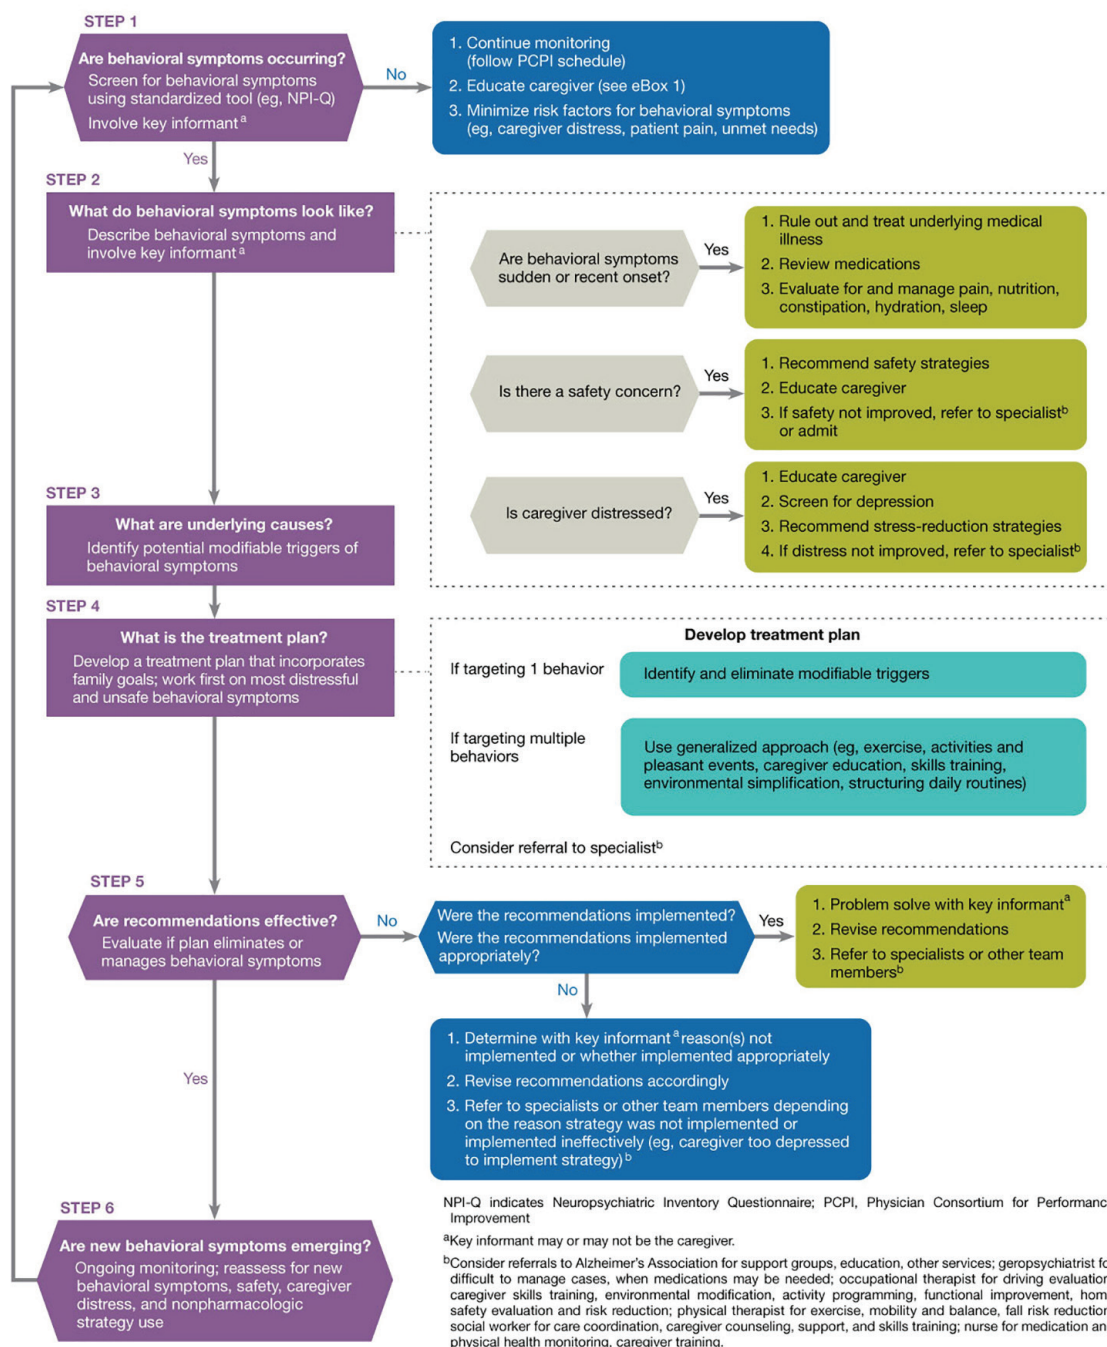 STEP 1
Are behavioral symptoms occurring?
Screen for behavioral symptoms
using standardized tool (eg, NPI-Q)
Involve key informant a
No
1. Continue monitoring
(follow PCPI schedule)
2. Educate caregiver (see eBox 1)
3. Minimize risk factors for behavioral symptoms
(eg, caregiver distress, patient pain, unmet needs)
Yes
STEP 2
What do behavioral symptoms look like?
Describe behavioral symptoms and
involve key informant a
Are behavioral symptoms
sudden or recent onset?
Yes
1. Rule out and treat underlying medical
illness
2. Review medications
3. Evaluate for and manage pain, nutrition,
constipation, hydration, sleep
Is there a safety concern?
Yes
1. Recommend safety strategies
2. Educate caregiver
3. If safety not improved, refer to specialist b
or admit
Is caregiver distressed?
Yes
1. Educate caregiver
2. Screen for depression
3. Recommend stress-reduction strategies
4. If distress not improved, refer to specialist b
STEP 3
What are underlying causes?
Identify potential modifiable triggers of
behavioral symptoms
STEP 4
What is the treatment plan?
Develop a treatment plan that incorporates
family goals; work first on most distressful
and unsafe behavioral symptoms
Develop treatment plan
If targeting 1 behavior
Identify and eliminate modifiable triggers
If targeting multiple
behaviors
Use generalized approach (eg, exercise, activities and
pleasant events, caregiver education, skills training,
environmental simplification, structuring daily routines)
Consider referral to specialist b
STEP 5
Are recommendations effective?
Evaluate if plan eliminates or
manages behavioral symptoms
No
Were the recommendations implemented?
Were the recommendations implemented
appropriately?
Yes
1. Problem solve with key informant a
2. Revise recommendations
3. Refer to specialists or other team
members b
No
1. Determine with key informant a reason(s) not
implemented or whether implemented appropriately
2. Revise recommendations accordingly
3. Refer to specialists or other team members depending
on the reason strategy was not implemented or
implemented ineffectively (eg, caregiver too depressed
to implement strategy) b
Yes
STEP 6
Are new behavioral symptoms emerging?
Ongoing monitoring; reassess for new
behavioral symptoms, safety, caregiver
distress, and nonpharmacologic
strategy use
NPI-Q indicates Neuropsychiatric Inventory Questionnaire; PCPI, Physician Consortium for Performance
Improvement
a Key informant may or may not be the caregiver.
b Consider referrals to Alzheimer's Association for support groups, education, other services; geropsychiatrist
difficult to manage cases, when medications may be needed; occupational therapist for driving evaluation
caregiver skills training, environmental modification, activity programming, functional improvement,
safety evaluation and risk reduction; physical therapist for exercise, mobility and balance, fall risk reduction
social worker for care coordination, caregiver counseling, support, and skills training; nurse for medication
physical health monitoring, caregiver training.